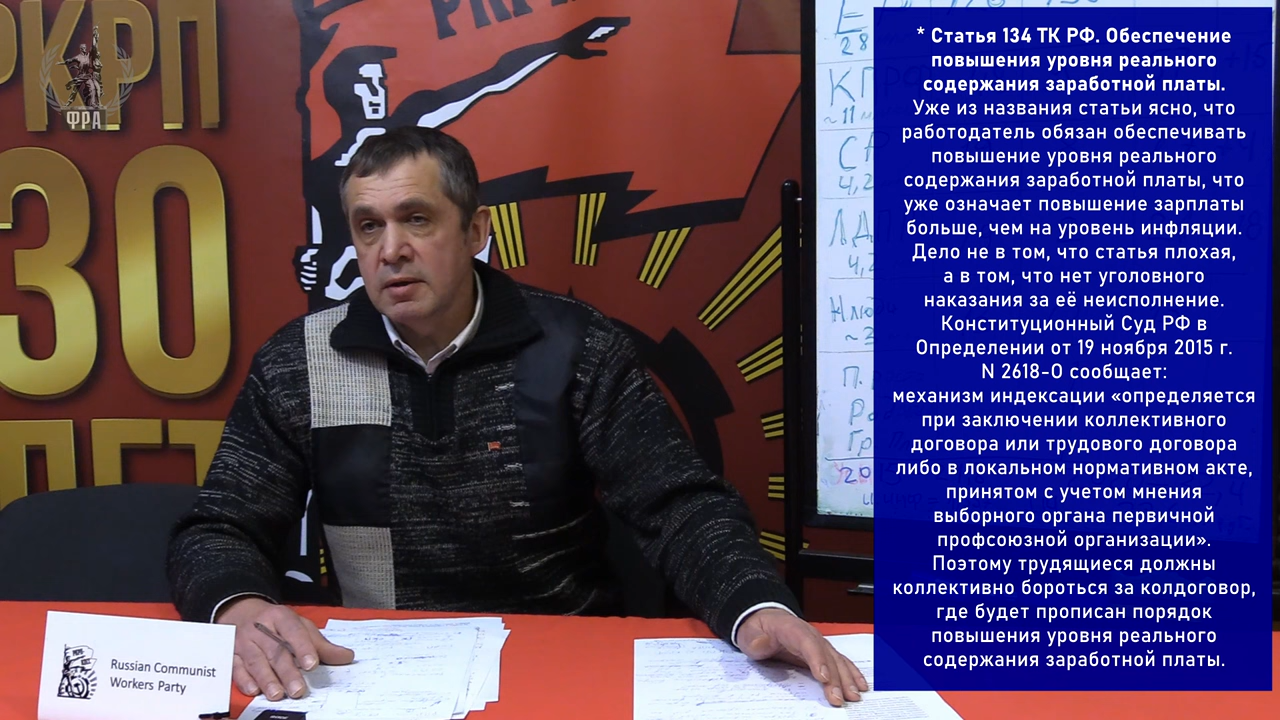 РКРП
РКРП
ФРА
30
ЛЕТ
Russian Communist
Workers Party
* Статья 134 ТК РФ. Обеспечение
повышения уровня реального
содержания заработной платы.
Уже из названия статьи ясно, что
работодатель обязан обеспечивать
повышение уровня реального
содержания заработной платы, что
уже означает повышение зарплаты
больше, чем на уровень инфляции.
Дело не в том, что статья плохая,
а в том, что нет уголовного
наказания за её неисполнение.
Конституционный Суд РФ в
Определении от 19 ноября 2015 г.
N 2618-О сообщает:
механизм индексации «определяется
при заключении коллективного
договора или трудового договора
либо в локальном нормативном акте,
принятом с учетом мнения
выборного органа первичной
профсоюзной организации».
Поэтому трудящиеся должны
коллективно бороться за колдоговор,
где будет прописан порядок
повышения уровня реального
содержания заработной платы.